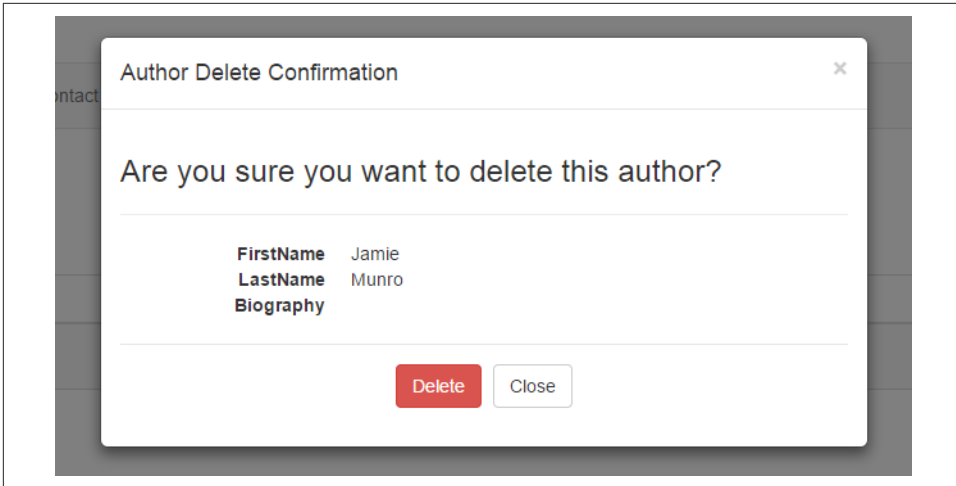 Author Delete Confirmation ×
ontact
Are you sure you want to delete this author?
FirstName Jamie
LastName Munro
Biography
Delete Close